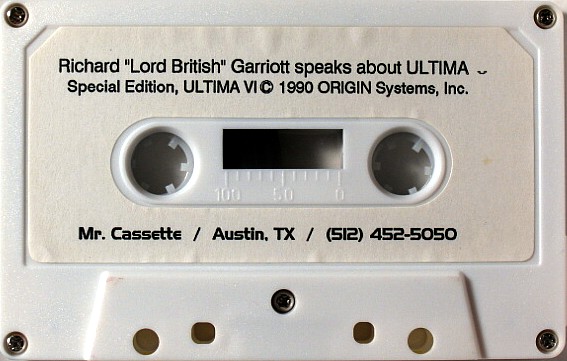 Richard "Lord British" Garriott speaks about ULTIMA
Special Edition, ULTIMA VI © 1990 ORIGIN Systems, Inc.
100 50 0
Mr. Cassette / Austin, TX / (512) 452-5050